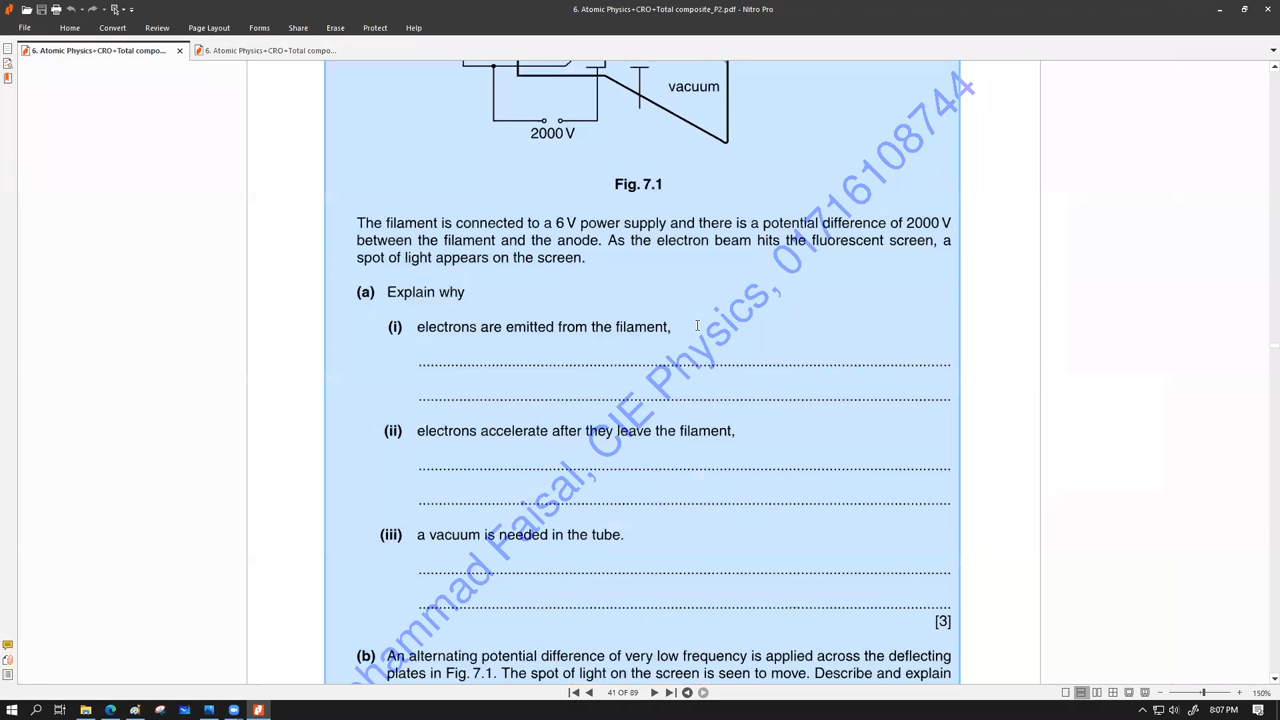 6. Atomic Physics+CRO+Total composite_P2.pdf - Nitro Pro
File Home Convert Review Page Layout Forms Share Erase Protect Help
6. Atomic Physics+CRO+Total compo... × 6. Atomic Physics+CRO+Total compo...
vacuum
2000 V
Fig. 7.1
The filament is connected to a 6 V power supply and there is a potential difference of 2000 V
between the filament and the anode. As the electron beam hits the fluorescent screen, a
spot of light appears on the screen.
(a) Explain why
(i) electrons are emitted from the filament,
(ii) electrons accelerate after they leave the filament,
(iii) a vacuum is needed in the tube.
[3]
(b) An alternating potential difference of very low frequency is applied across the deflecting
plates in Fig. 7.1. The spot of light on the screen is seen to move. Describe and explain
hammad Faisal, CIE Physics, 01716108744
41 OF 89
150%
8:07 PM